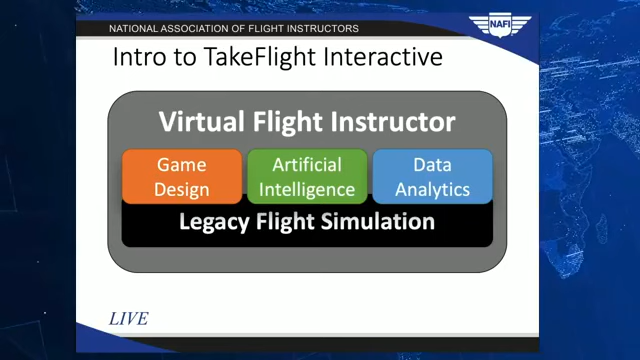 NATIONAL ASSOCIATION OF FLIGHT INSTRUCTORS
NAFI
Intro to TakeFlight Interactive
Virtual Flight Instructor
Game
Design
Artificial
Intelligence
Data
Analytics
Legacy Flight Simulation
LIVE